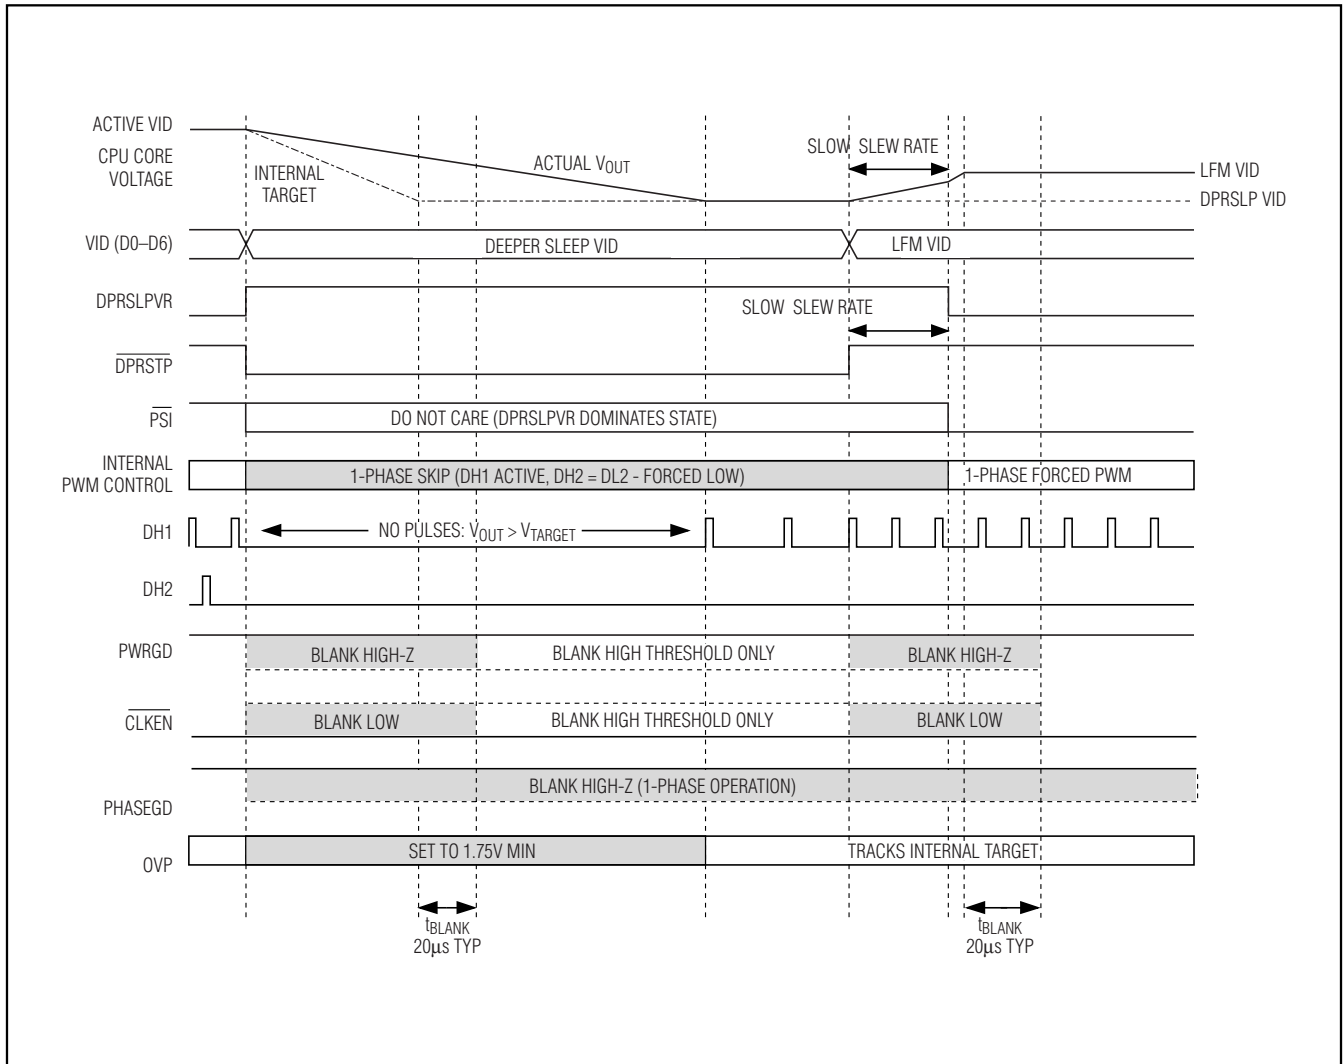 ACTIVE VID
CPU CORE
VOLTAGE
INTERNAL
TARGET
ACTUAL VOUT
SLOW SLEW RATE
LFM VID
DPRSLP VID
VID (D0–D6)
DEEPER SLEEP VID
LFM VID
DPRSLPVR
SLOW SLEW RATE
DPRSTP
PSI
DO NOT CARE (DPRSLPVR DOMINATES STATE)
INTERNAL
PWM CONTROL
1-PHASE SKIP (DH1 ACTIVE, DH2 = DL2 - FORCED LOW)
1-PHASE FORCED PWM
DH1
NO PULSES: VOUT > VTARGET
DH2
PWRGD
BLANK HIGH-Z
BLANK HIGH THRESHOLD ONLY
BLANK HIGH-Z
CLKEN
BLANK LOW
BLANK HIGH THRESHOLD ONLY
BLANK LOW
PHASEGD
BLANK HIGH-Z (1-PHASE OPERATION)
OVP
SET TO 1.75V MIN
TRACKS INTERNAL TARGET
tBLANK
20μs TYP
tBLANK
20μs TYP